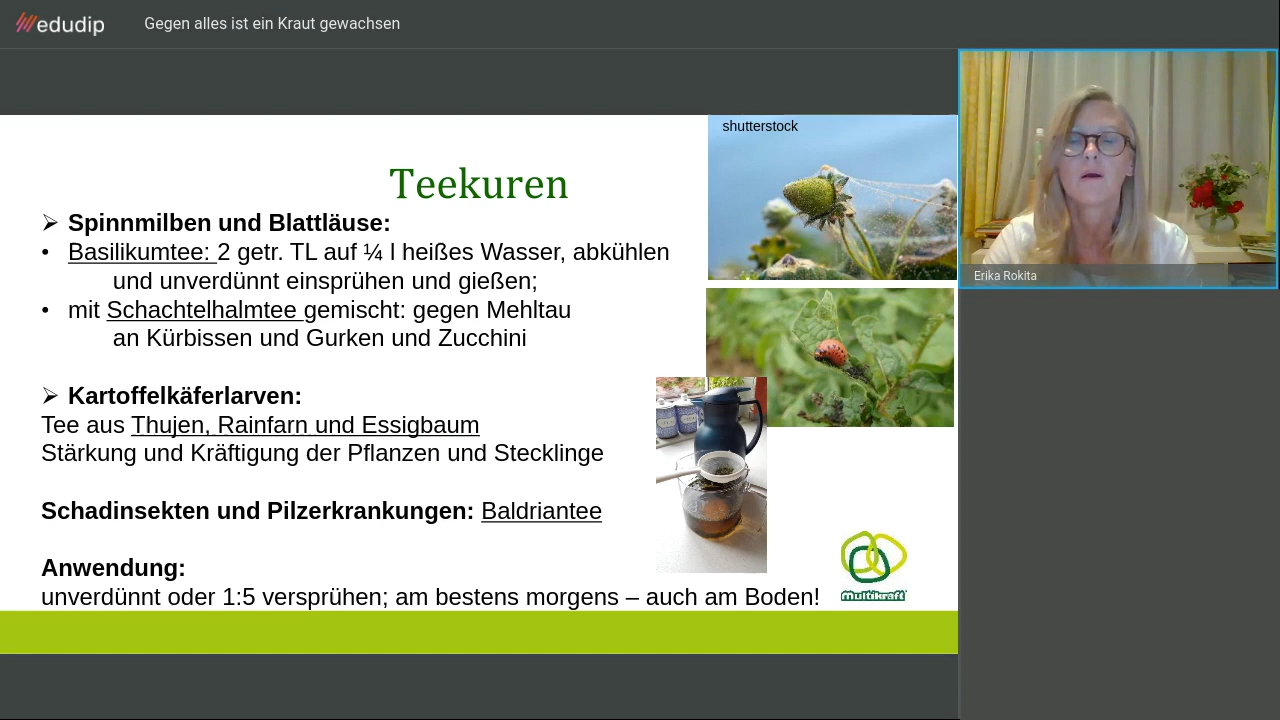 edudip
Gegen alles ist ein Kraut gewachsen
shutterstock
Teekuren
➢ Spinnmilben und Blattläuse:
• Basilikumtee: 2 getr. TL auf ¼ l heißes Wasser, abkühlen
und unverdünnt einsprühen und gießen;
• mit Schachtelhalmtee gemischt: gegen Mehltau
an Kürbissen und Gurken und Zucchini
➢ Kartoffelkäferlarven:
Tee aus Thujen, Rainfarn und Essigbaum
Stärkung und Kräftigung der Pflanzen und Stecklinge
Schadinsekten und Pilzerkrankungen: Baldriantee
Anwendung:
unverdünnt oder 1:5 versprühen; am bestens morgens – auch am Boden!
multikraft
Erika Rokita